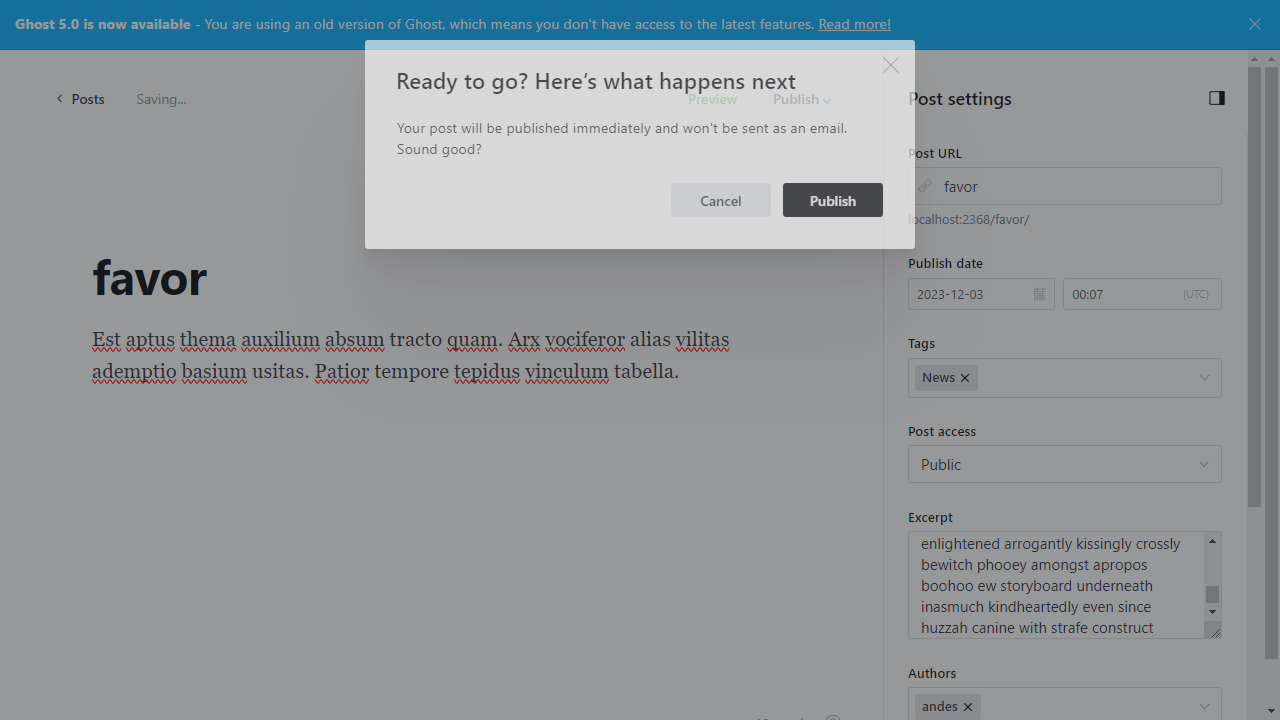 Ghost 5.0 is now available - You are using an old version of Ghost, which means you don't have access to the latest features. Read more!
Ready to go? Here's what happens next
Posts
Saving...
Preview
Publish
Post settings
Your post will be published immediately and won't be sent as an email.
Sound good?
Cancel
Publish
Post URL
favor
localhost:2368/favor/
favor
Publish date
2023-12-03
00:07
(UTC)
Est aptus thema auxilium absum tracto quam. Arx vociferor alias vilitas
ademptio basium usitas. Patior tempore tepidus vinculum tabella.
Tags
News
Post access
Public
Excerpt
enlightened arrogantly kissingly crossly
bewitch phooey amongst apropos
boohoo ew storyboard underneath
inasmuch kindheartedly even since
huzzah canine with strafe construct
Authors
andes